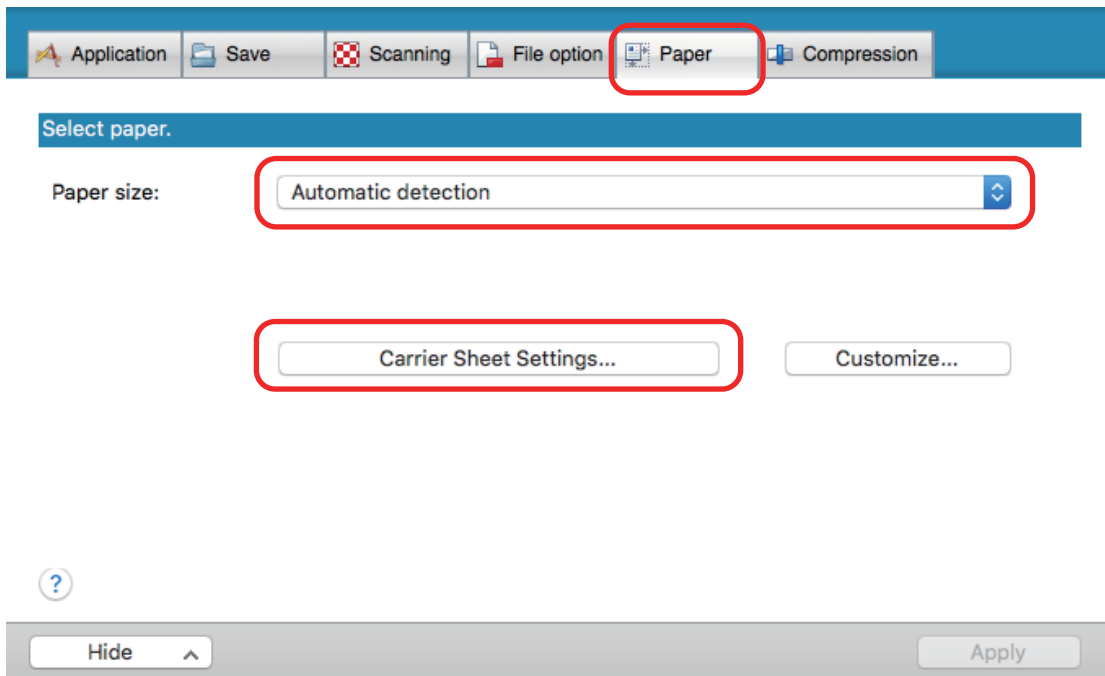 Application Save Scanning File option Paper Compression
Select paper.
Paper size: Automatic detection
Carrier Sheet Settings... Customize...
?
Hide Apply